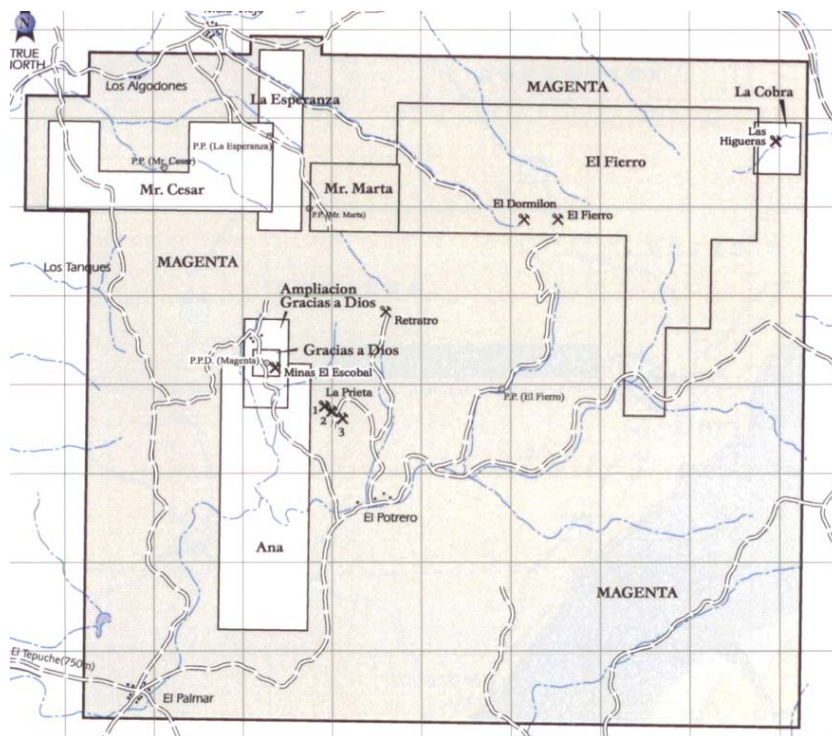 N
TRUE
NORTH
Los Algodones
MAGENTA
La Esperanza
La Cobra
P.P. (La Esperanza)
Las
Higueras
P.P. (Mr. Cesar)
El Fierro
Mr. Cesar
Mr. Marta
El Dormilon
El Fierro
P.P. (Mr. Marta)
MAGENTA
Los Tanques
Ampliacion
Gracias a Dios
Retratro
Gracias a Dios
P.P.D. (Magenta)
Minas El Escobal
La Prieta
P.P. (El Fierro)
1
2
3
El Potrero
Ana
MAGENTA
El Tepuche(750m)
El Palmar